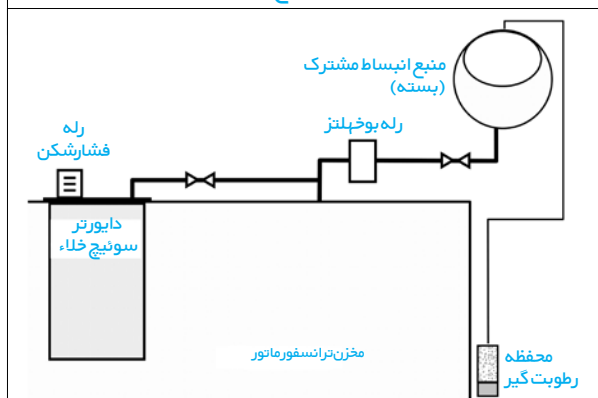 منبع انبساط مشترک
(بسته)
رله بوخهلتز
رله
فشارشکن
دایورتر
سوئیچ خلاء
مخزن ترانسفورماتور
محفظه
رطوبت گیر